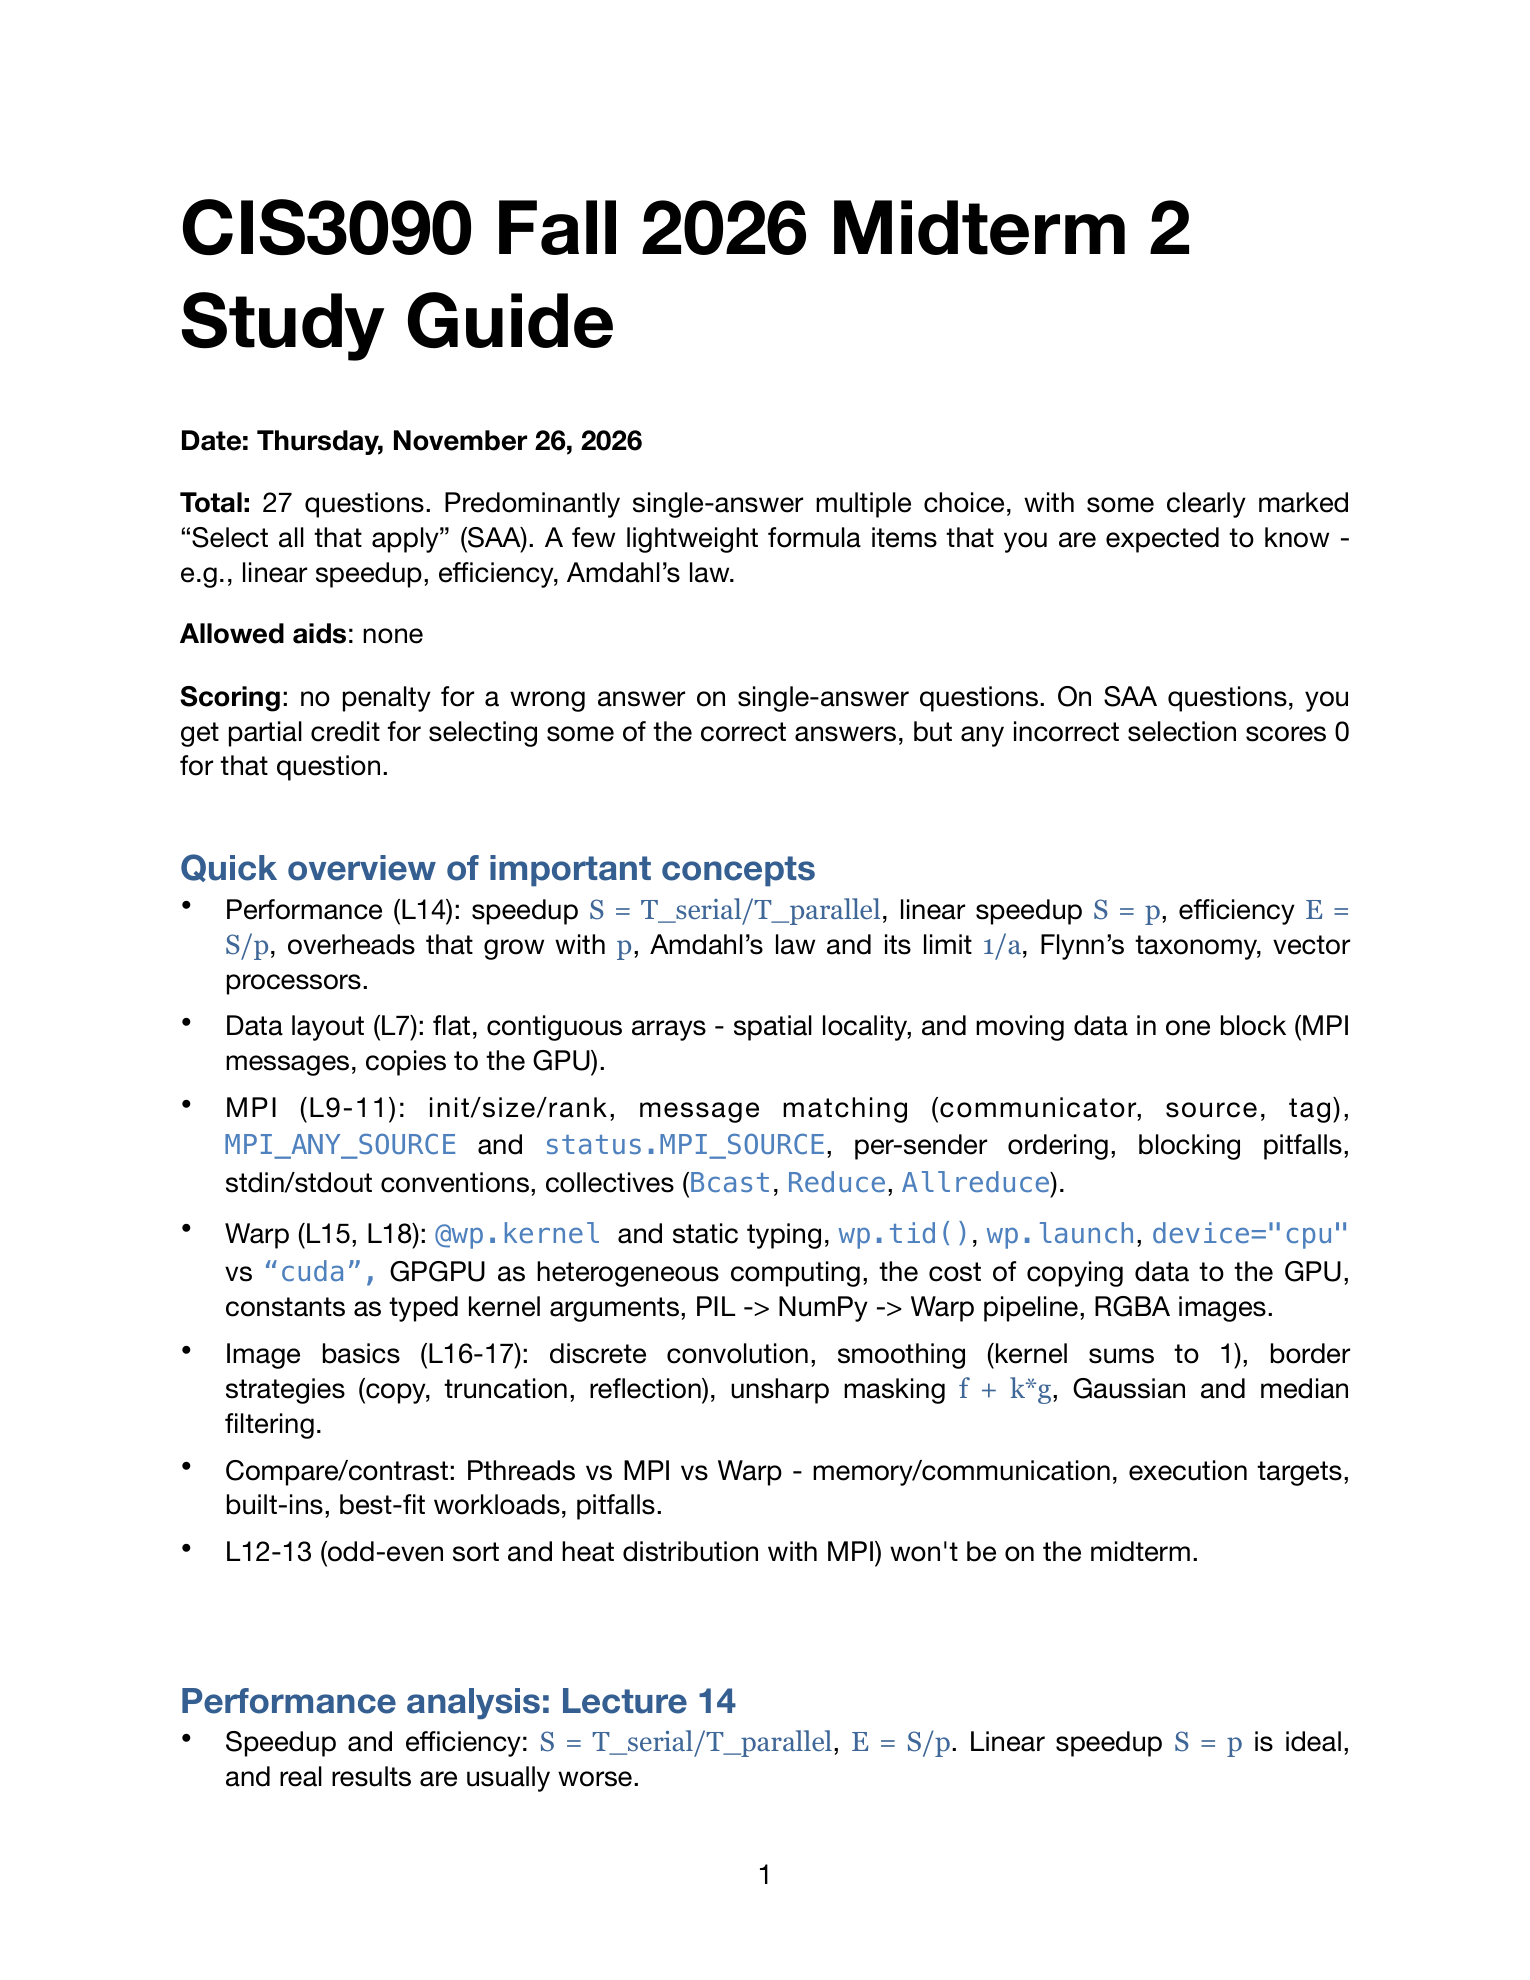 CIS3090 Fall 2026 Midterm 2
Study Guide
Date: Thursday, November 26, 2026
Total: 27 questions. Predominantly single-answer multiple choice, with some clearly marked
“Select all that apply” (SAA). A few lightweight formula items that you are expected to know -
e.g., linear speedup, efficiency, Amdahl’s law.
Allowed aids: none
Scoring: no penalty for a wrong answer on single-answer questions. On SAA questions, you
get partial credit for selecting some of the correct answers, but any incorrect selection scores 0
for that question.
Quick overview of important concepts
• Performance (L14): speedup S = T_serial/T_parallel, linear speedup S = p, efficiency E =
S/p, overheads that grow with p, Amdahl’s law and its limit 1/a, Flynn’s taxonomy, vector
processors.
• Data layout (L7): flat, contiguous arrays - spatial locality, and moving data in one block (MPI
messages, copies to the GPU).
• MPI (L9-11): init/size/rank, message matching (communicator, source, tag),
MPI_ANY_SOURCE and status.MPI_SOURCE, per-sender ordering, blocking pitfalls,
stdin/stdout conventions, collectives (Bcast, Reduce, Allreduce).
• Warp (L15, L18): @wp.kernel and static typing, wp.tid(), wp.launch, device="cpu"
vs “cuda”, GPGPU as heterogeneous computing, the cost of copying data to the GPU,
constants as typed kernel arguments, PIL -> NumPy -> Warp pipeline, RGBA images.
• Image basics (L16-17): discrete convolution, smoothing (kernel sums to 1), border
strategies (copy, truncation, reflection), unsharp masking f + k*g, Gaussian and median
filtering.
• Compare/contrast: Pthreads vs MPI vs Warp - memory/communication, execution targets,
built-ins, best-fit workloads, pitfalls.
• L12-13 (odd-even sort and heat distribution with MPI) won't be on the midterm.
Performance analysis: Lecture 14
• Speedup and efficiency: S = T_serial/T_parallel, E = S/p. Linear speedup S = p is ideal,
and real results are usually worse.
1